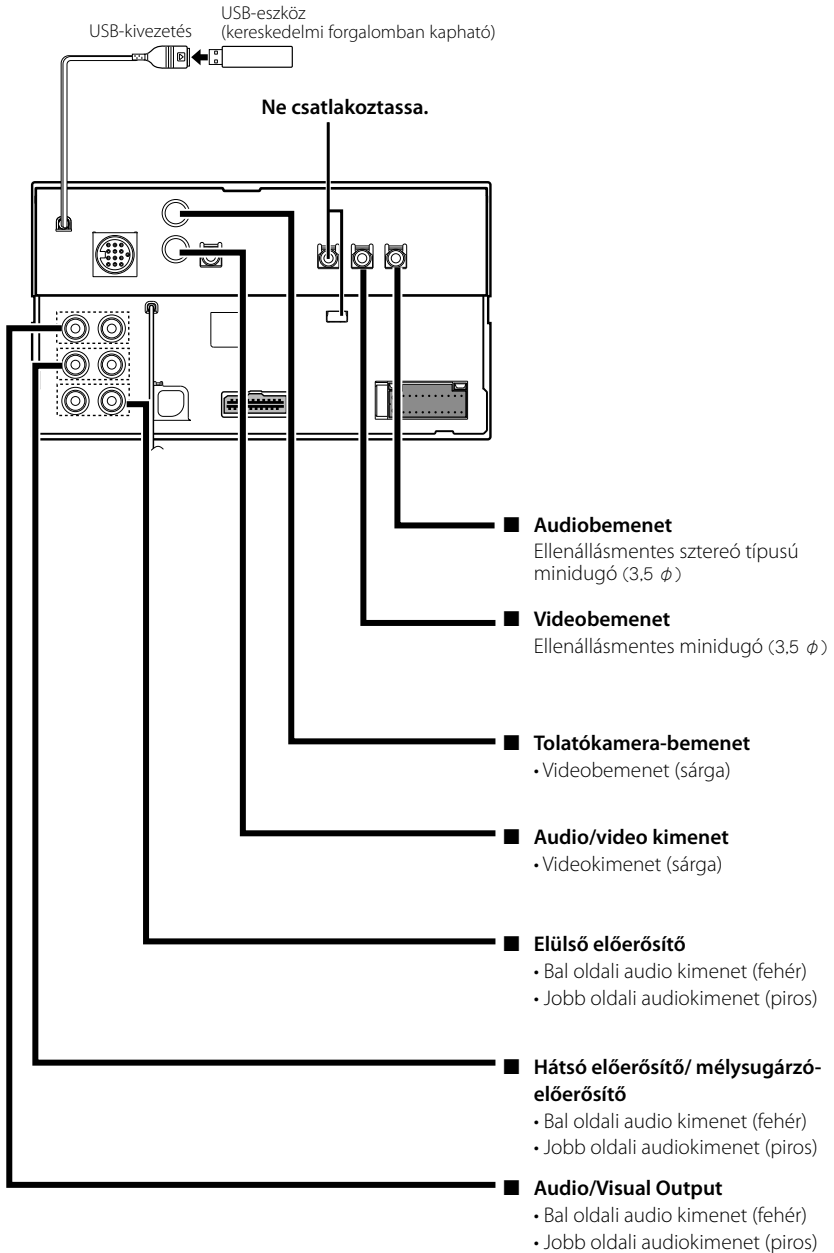 USB-kivezetés
USB-eszköz
(kereskedelmi forgalomban kapható)
Ne csatlakoztassa.
■ Audiobemenet
Ellenállásmentes sztereó típusú
minidugó (3,5 φ)
■ Videobemenet
Ellenállásmentes minidugó (3,5 φ)
■ Tolatókamera-bemenet
• Videobemenet (sárga)
■ Audio/video kimenet
• Videokimenet (sárga)
■ Elülső előerősítő
• Bal oldali audio kimenet (fehér)
• Jobb oldali audiokimenet (piros)
■ Hátsó előerősítő/ mélysugárzó-
előerősítő
• Bal oldali audio kimenet (fehér)
• Jobb oldali audiokimenet (piros)
■ Audio/Visual Output
• Bal oldali audio kimenet (fehér)
• Jobb oldali audiokimenet (piros)